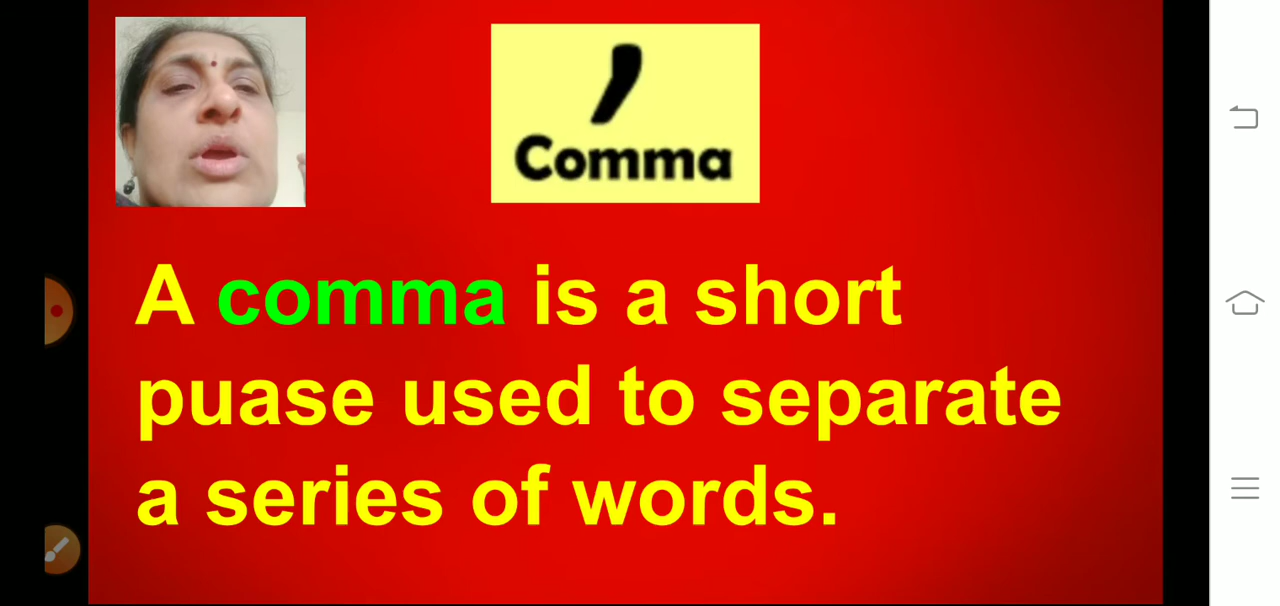 ,
Comma
A comma is a short
puase used to separate
a series of words.